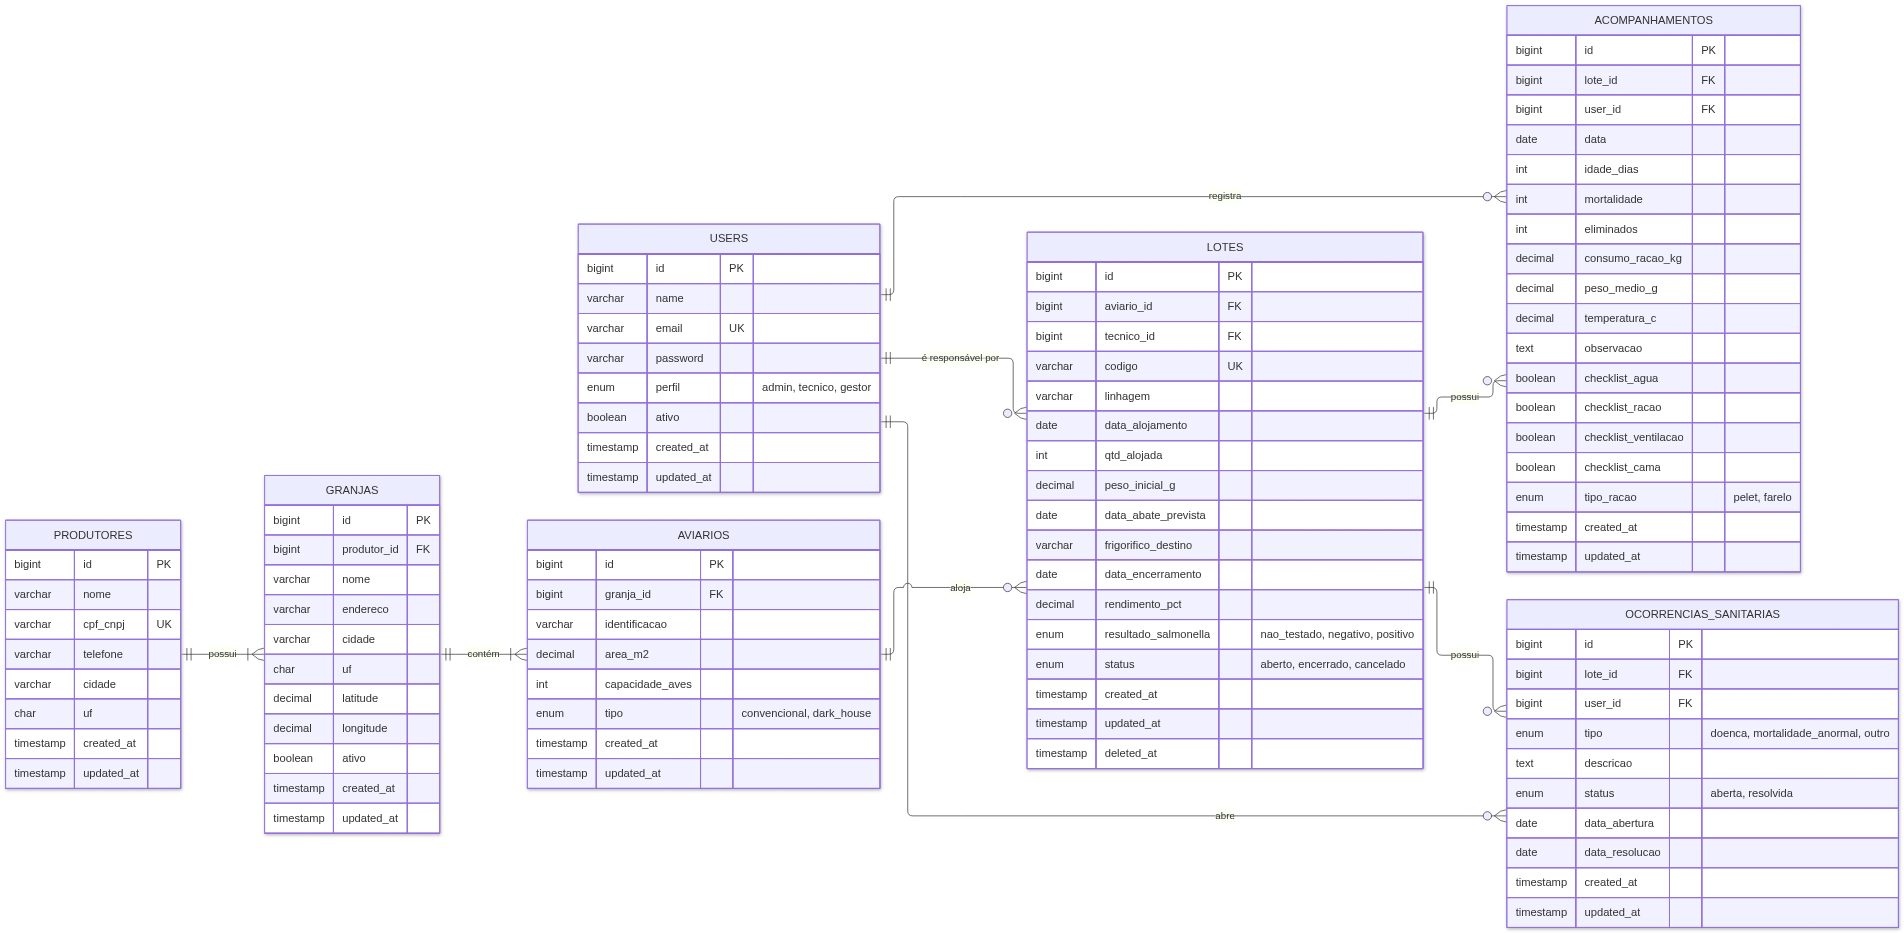 ACOMPANHAMENTOS
bigint id PK
bigint lote_id FK
bigint user_id FK
date data
int idade_dias
int mortalidade
int eliminados
decimal consumo_racao_kg
decimal peso_medio_g
decimal temperatura_c
text observacao
boolean checklist_agua
boolean checklist_racao
boolean checklist_ventilacao
boolean checklist_cama
enum tipo_racao pelet, farelo
timestamp created_at
timestamp updated_at
registra
USERS
bigint id PK
varchar name
varchar email UK
varchar password
enum perfil admin, tecnico, gestor
boolean ativo
timestamp created_at
timestamp updated_at
é responsável por
LOTES
bigint id PK
bigint aviario_id FK
bigint tecnico_id FK
varchar codigo UK
varchar linhagem
date data_alojamento
int qtd_alojada
decimal peso_inicial_g
date data_abate_prevista
varchar frigorifico_destino
date data_encerramento
decimal rendimento_pct
enum resultado_salmonella nao_testado, negativo, positivo
enum status aberto, encerrado, cancelado
timestamp created_at
timestamp updated_at
timestamp deleted_at
possui
GRANJAS
bigint id PK
bigint produtor_id FK
varchar nome
varchar endereco
varchar cidade
char uf
decimal latitude
decimal longitude
boolean ativo
timestamp created_at
timestamp updated_at
PRODUTORES
bigint id PK
varchar nome
varchar cpf_cnpj UK
varchar telefone
varchar cidade
char uf
timestamp created_at
timestamp updated_at
possui
contém
AVIARIOS
bigint id PK
bigint granja_id FK
varchar identificacao
decimal area_m2
int capacidade_aves
enum tipo convencional, dark_house
timestamp created_at
timestamp updated_at
aloja
possui
OCORRENCIAS_SANITARIAS
bigint id PK
bigint lote_id FK
bigint user_id FK
enum tipo doenca, mortalidade_anormal, outro
text descricao
enum status aberta, resolvida
date data_abertura
date data_resolucao
timestamp created_at
timestamp updated_at
abre